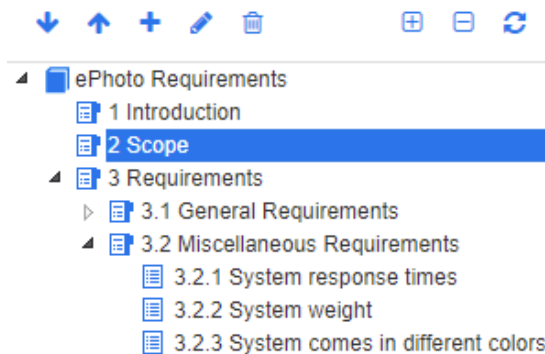 ePhoto Requirements
1 Introduction
2 Scope
3 Requirements
3.1 General Requirements
3.2 Miscellaneous Requirements
3.2.1 System response times
3.2.2 System weight
3.2.3 System comes in different colors